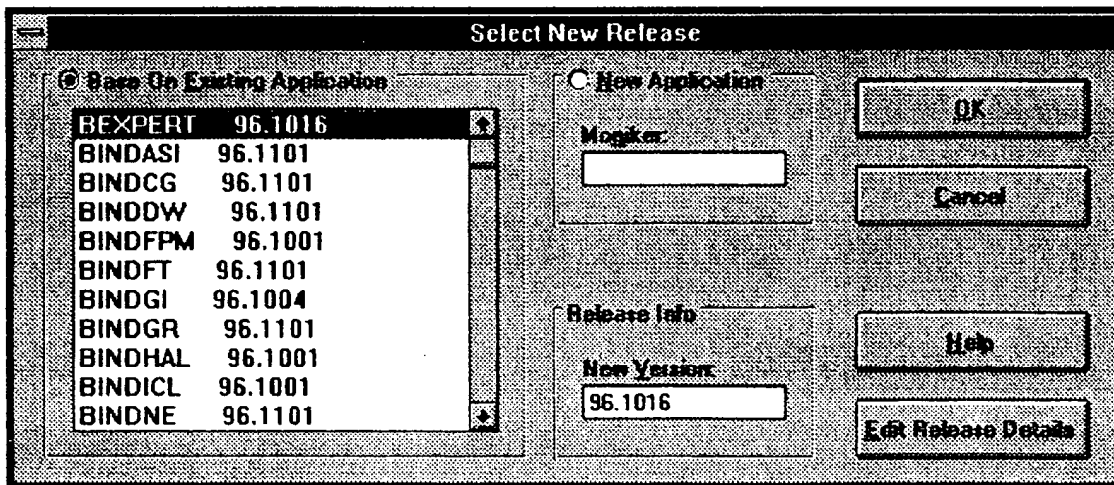 Select New Release
Base On Existing Application
BEXPERT 96.1016
BINDASI 96.1101
BINDCG 96.1101
BINDDW 96.1101
BINDFPM 96.1001
BINDFT 96.1101
BINDGI 96.1004
BINDGR 96.1101
BINDHAL 96.1001
BINDICL 96.1001
BINDNE 96.1101
New Application
Moniker:
Release Info
New Version:
96.1016
OK
Cancel
Help
Edit Release Details